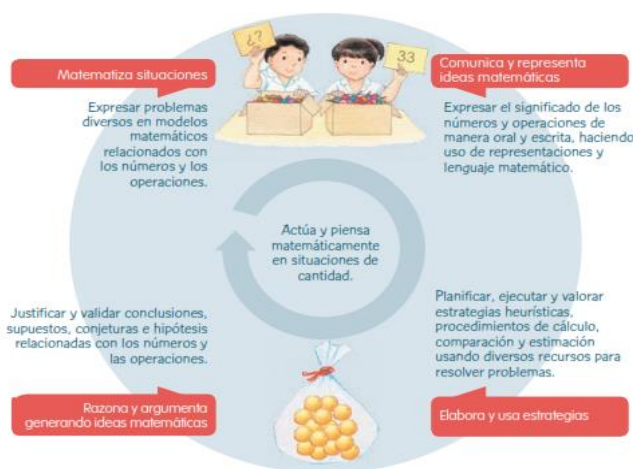 ¿?
33
Matematiza situaciones
Expresar problemas
diversos en modelos
matemáticos
relacionados con
los números y los
operaciones.
Comunica y representa
ideas matemáticas
Expresar el significado de los
números y operaciones de
manera oral y escrita, haciendo
uso de representaciones y
lenguaje matemático.
Actúa y piensa
matemáticamente
en situaciones de
cantidad.
Justificar y validar conclusiones,
supuestos, conjeturas e hipótesis
relacionadas con los números y
las operaciones.
Razona y argumenta
generando ideas matemáticas
Planificar, ejecutar y valorar
estrategias heurísticas,
procedimientos de cálculo,
comparación y estimación
usando diversos recursos para
resolver problemas.
Elabora y usa estrategias